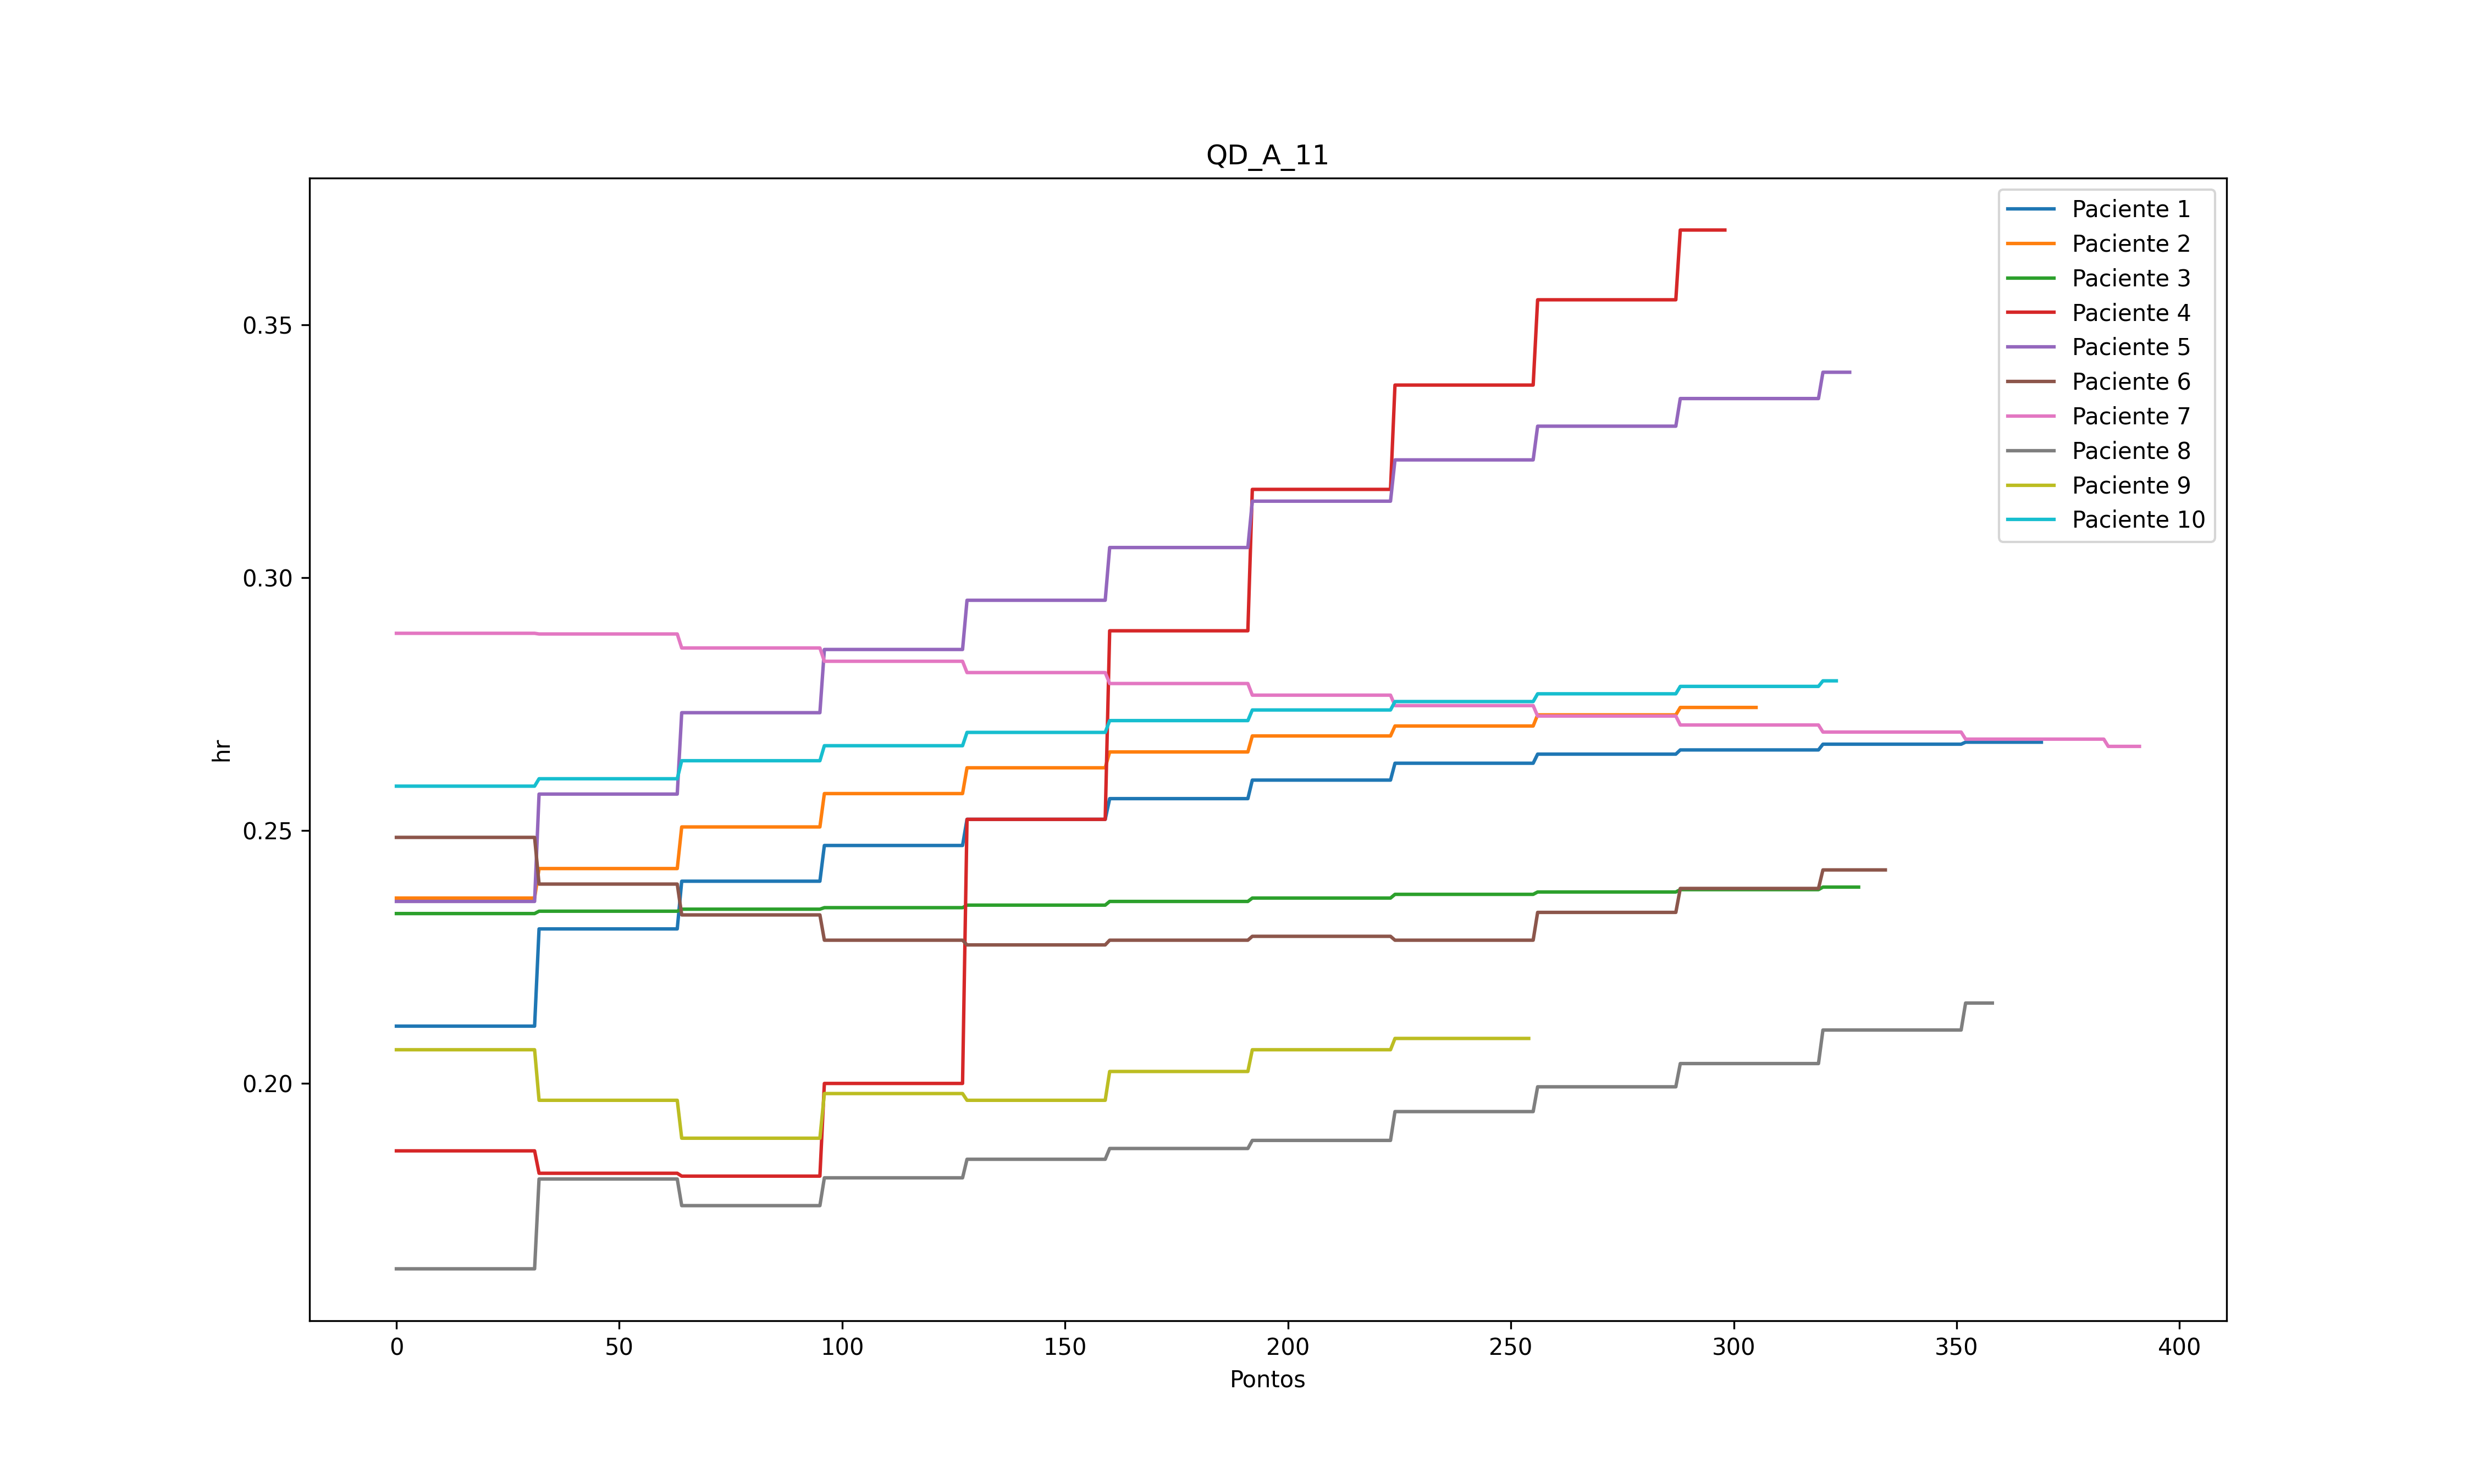 QD_A_11
Paciente 1
Paciente 2
Paciente 3
Paciente 4
Paciente 5
Paciente 6
Paciente 7
Paciente 8
Paciente 9
Paciente 10
0.35
0.30
0.25
0.20
hr
0 50 100 150 200 250 300 350 400
Pontos